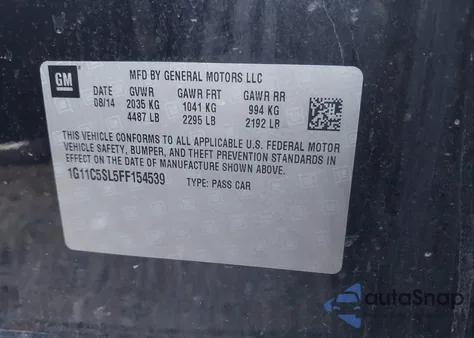 GM
MFD BY GENERAL MOTORS LLC
DATE GVWR GAWR FRT GAWR RR
08/14 2035 KG 1041 KG 994 KG
4487 LB 2295 LB 2192 LB
THIS VEHICLE CONFORMS TO ALL APPLICABLE U.S. FEDERAL MOTOR
VEHICLE SAFETY, BUMPER, AND THEFT PREVENTION STANDARDS IN
EFFECT ON THE DATE OF MANUFACTURE SHOWN ABOVE.
1G11C5SL5FF154539 TYPE: PASS CAR
autoSnap